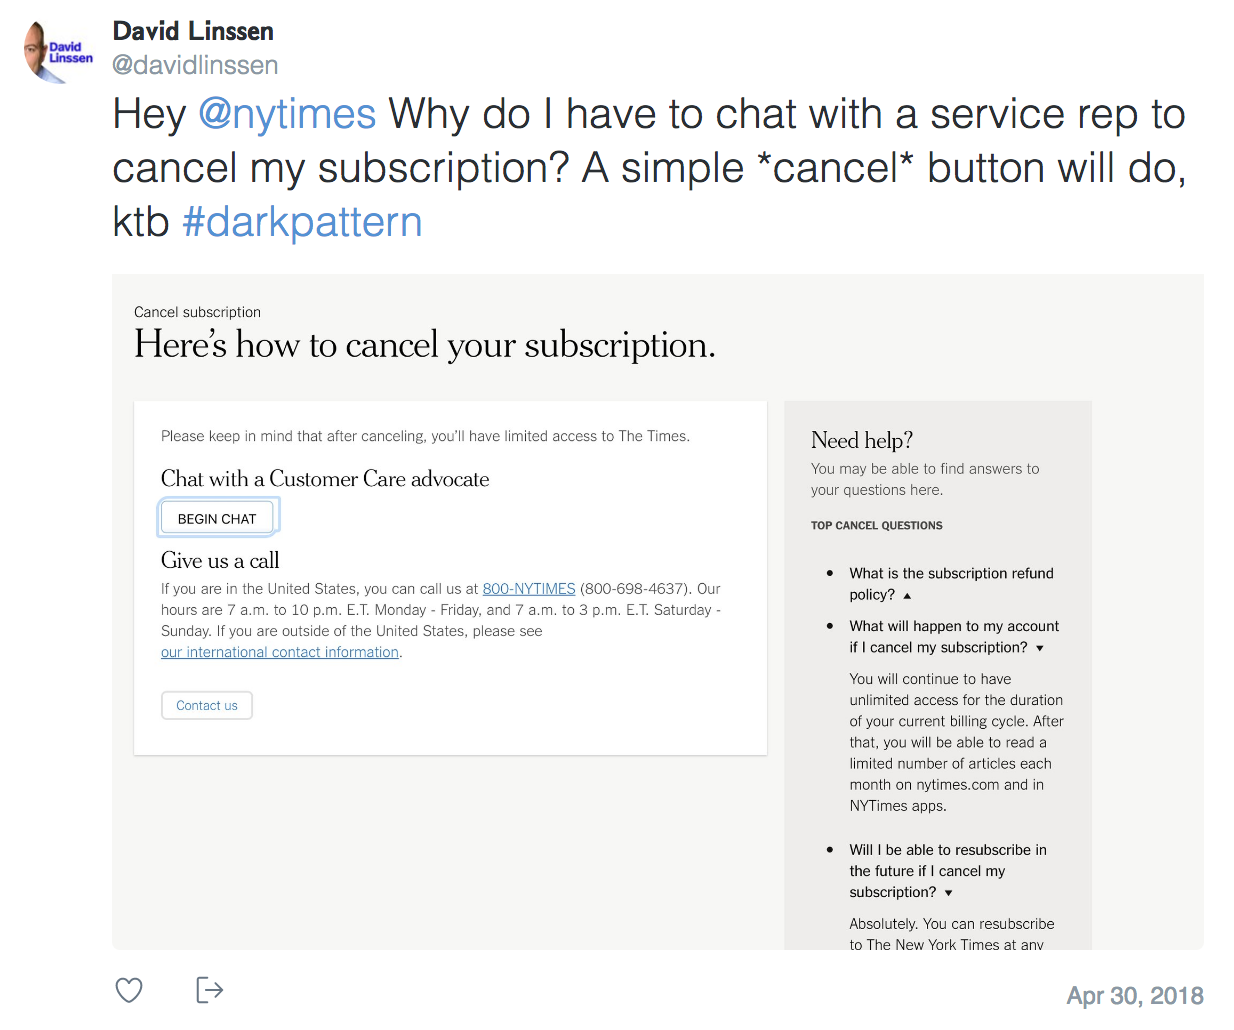 David
Linssen
David Linssen
@davidlinssen
Hey @nytimes Why do I have to chat with a service rep to
cancel my subscription? A simple *cancel* button will do,
ktb #darkpattern
Cancel subscription
Here's how to cancel your subscription.
Please keep in mind that after canceling, you'll have limited access to The Times.
Chat with a Customer Care advocate
BEGIN CHAT
Give us a call
If you are in the United States, you can call us at 800-NYTIMES (800-698-4637). Our
hours are 7 a.m. to 10 p.m. E.T. Monday - Friday, and 7 a.m. to 3 p.m. E.T. Saturday -
Sunday. If you are outside of the United States, please see
our international contact information.
Contact us
Need help?
You may be able to find answers to
your questions here.
TOP CANCEL QUESTIONS
• What is the subscription refund
policy? ▲
• What will happen to my account
if I cancel my subscription? ▼
You will continue to have
unlimited access for the duration
of your current billing cycle. After
that, you will be able to read a
limited number of articles each
month on nytimes.com and in
NYTimes apps.
• Will I be able to resubscribe in
the future if I cancel my
subscription? ▼
Absolutely. You can resubscribe
to The New York Times at any
Apr 30, 2018